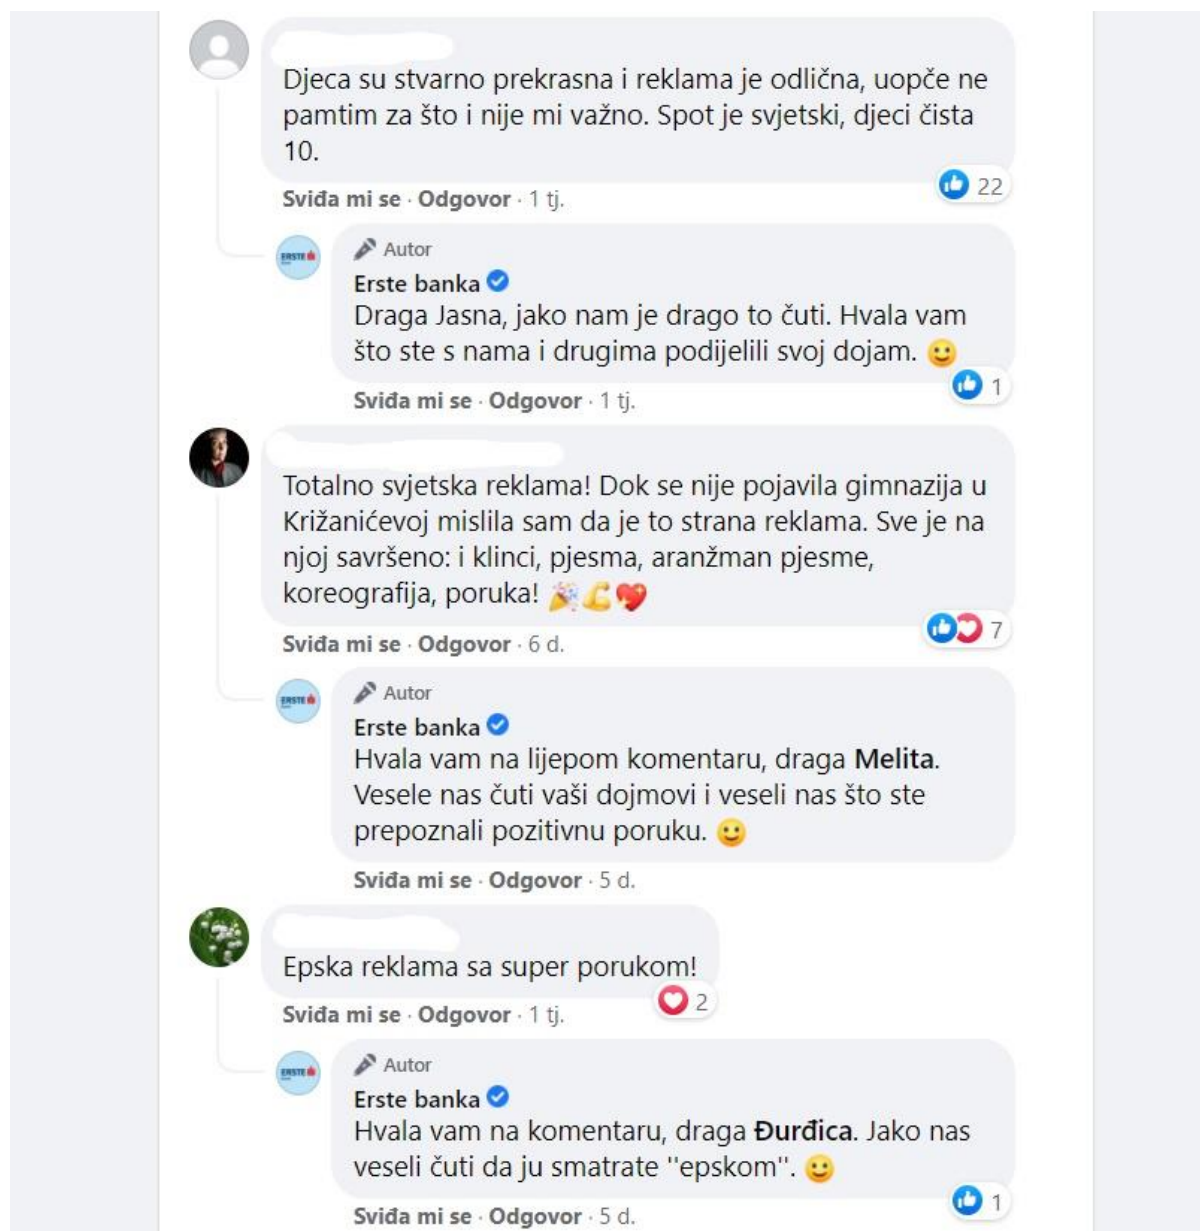 Djeca su stvarno prekrasna i reklama je odlična, uopče ne
pamtim za što i nije mi važno. Spot je svjetski, djeci čista
10.
22
Sviđa mi se · Odgovor · 1 tj.
Autor
ERSTE
Erste banka
Draga Jasna, jako nam je drago to čuti. Hvala vam
što ste s nama i drugima podijelili svoj dojam. 🙂
1
Sviđa mi se · Odgovor · 1 tj.
Totalno svjetska reklama! Dok se nije pojavila gimnazija u
Križanićevoj mislila sam da je to strana reklama. Sve je na
njoj savršeno: i klinci, pjesma, aranžman pjesme,
koreografija, poruka! 🎉💪💖
7
Sviđa mi se · Odgovor · 6 d.
Autor
ERSTE
Erste banka
Hvala vam na lijepom komentaru, draga Melita.
Vesele nas čuti vaši dojmovi i veseli nas što ste
prepoznali pozitivnu poruku. 🙂
Sviđa mi se · Odgovor · 5 d.
Epska reklama sa super porukom!
2
Sviđa mi se · Odgovor · 1 tj.
Autor
ERSTE
Erste banka
Hvala vam na komentaru, draga Đurđica. Jako nas
veseli čuti da ju smatrate "epskom". 🙂
1
Sviđa mi se · Odgovor · 5 d.